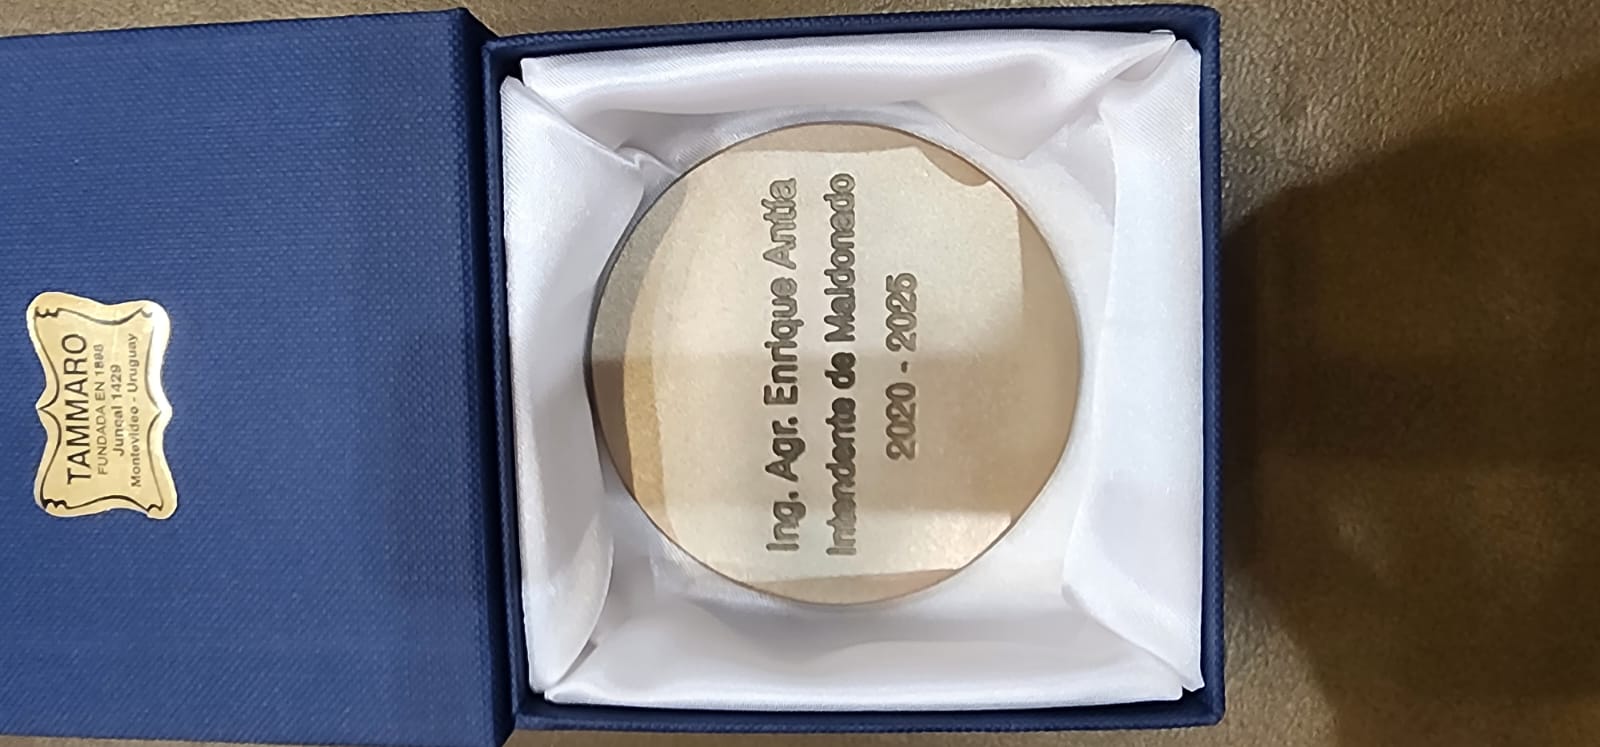 TAMMARO
FUNDADA EN 1898
Juncal 1429
Montevideo - Uruguay
Ing. Agr. Enrique Antía
Intendente de Maldonado
2020 - 2025